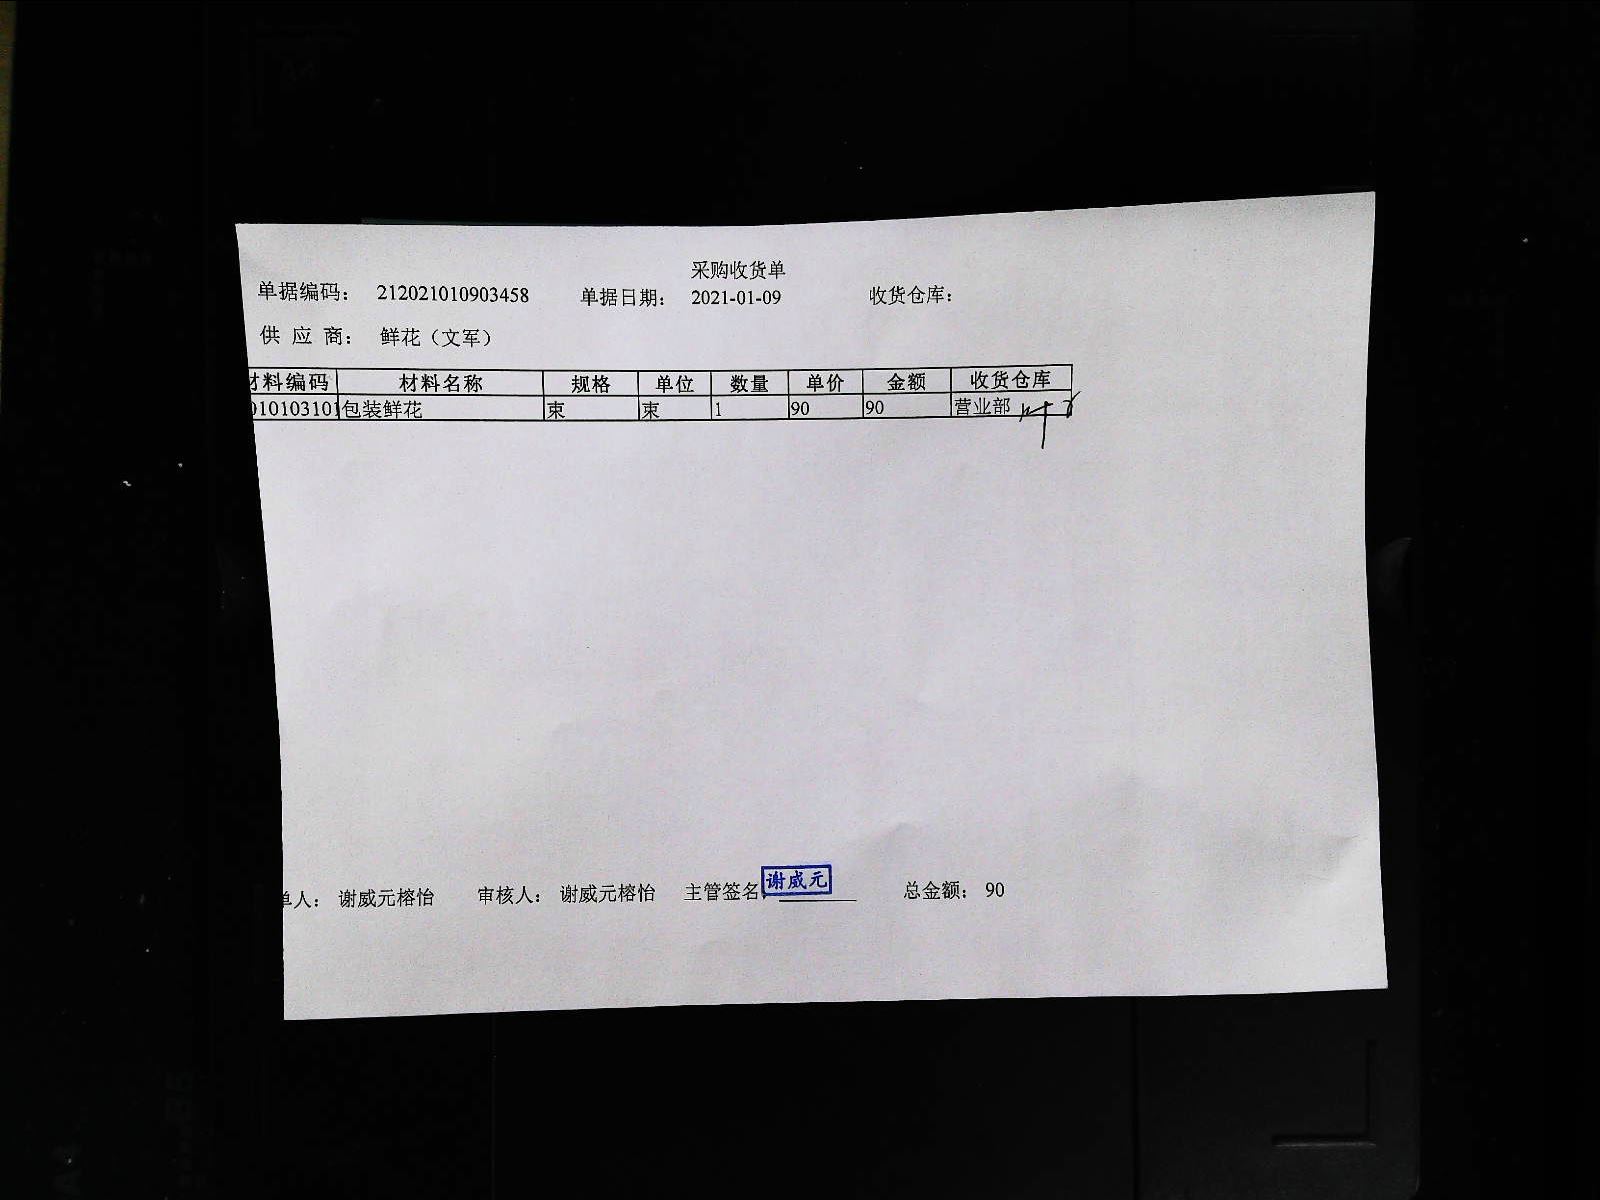 采购收货单
单据编码： 212021010903458 单据日期： 2021-01-09 收货仓库：
供 应 商： 鲜花（文军）
材料编码 材料名称 规格 单位 数量 单价 金额 收货仓库
010103101 包装鲜花 束 束 1 90 90 营业部
单人： 谢威元榕怡 审核人： 谢威元榕怡 主管签名： 谢威元 总金额： 90